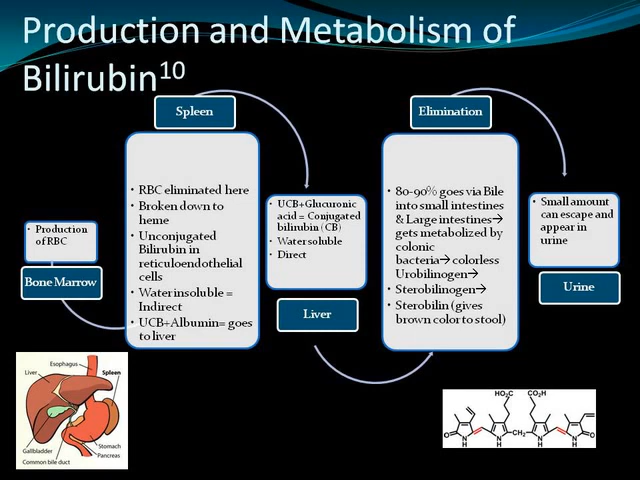 Production and Metabolism of
Bilirubin10
Spleen
• RBC eliminated here
• Broken down to
heme
• Unconjugated
Bilirubin in
reticuloendothelial
cells
• Water insoluble =
Indirect
• UCB+Albumin= goes
to liver
• Production
of RBC
Bone Marrow
• UCB+Glucuronic
acid = Conjugated
bilirubin (CB)
• Water soluble
• Direct
Liver
Elimination
• 80-90% goes via Bile
into small intestines
& Large intestines→
gets metabolized by
colonic
bacteria→ colorless
Urobilinogen→
• Sterobilinogen→
• Sterobilin (gives
brown color to stool)
• Small amount
can escape and
appear in
urine
Urine
Esophagus
Liver
Spleen
Stomach
Pancreas
Gallbladder
Common bile duct
HO2C
CO2H
O
N
H
N
H
CH2
N
H
N
H
O